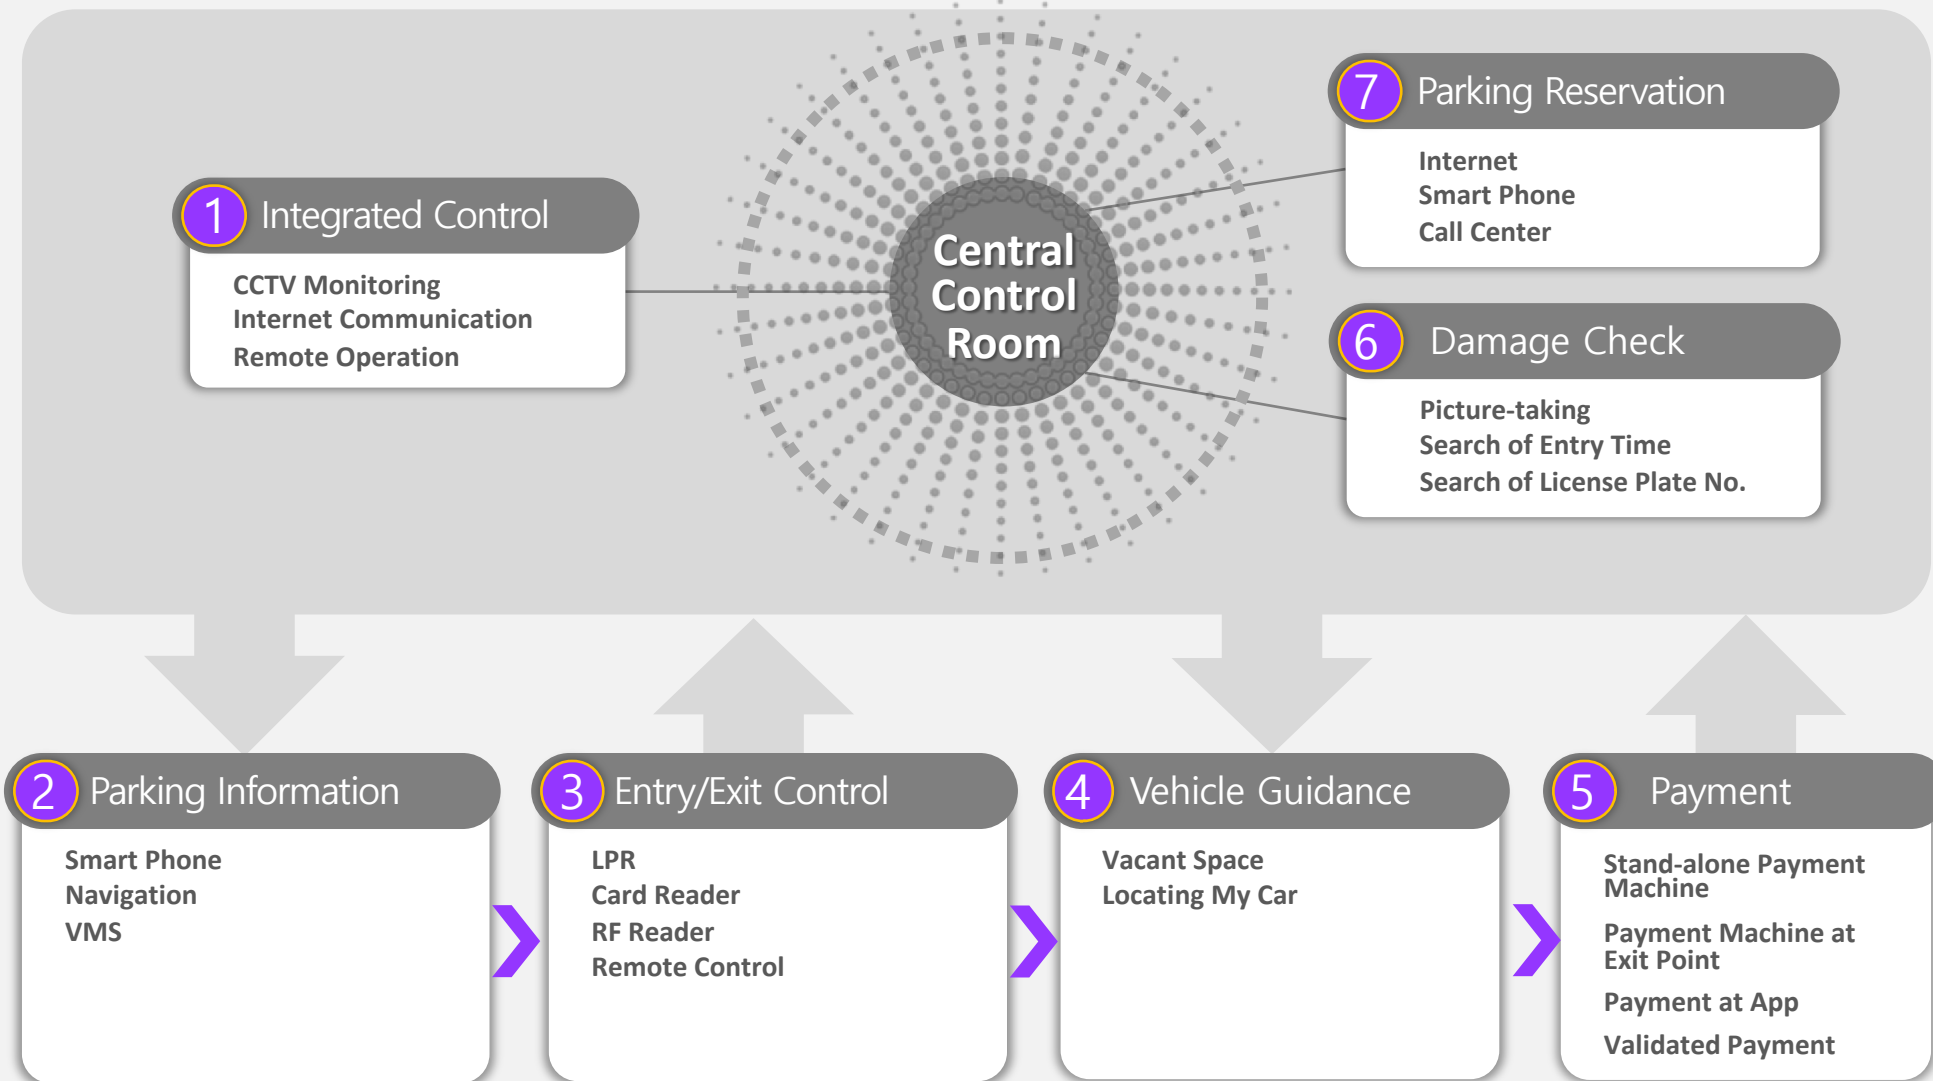 1 Integrated Control
CCTV Monitoring
Internet Communication
Remote Operation
Central
Control
Room
7 Parking Reservation
Internet
Smart Phone
Call Center
6 Damage Check
Picture-taking
Search of Entry Time
Search of License Plate No.
2 Parking Information
Smart Phone
Navigation
VMS
3 Entry/Exit Control
LPR
Card Reader
RF Reader
Remote Control
4 Vehicle Guidance
Vacant Space
Locating My Car
5 Payment
Stand-alone Payment
Machine
Payment Machine at
Exit Point
Payment at App
Validated Payment